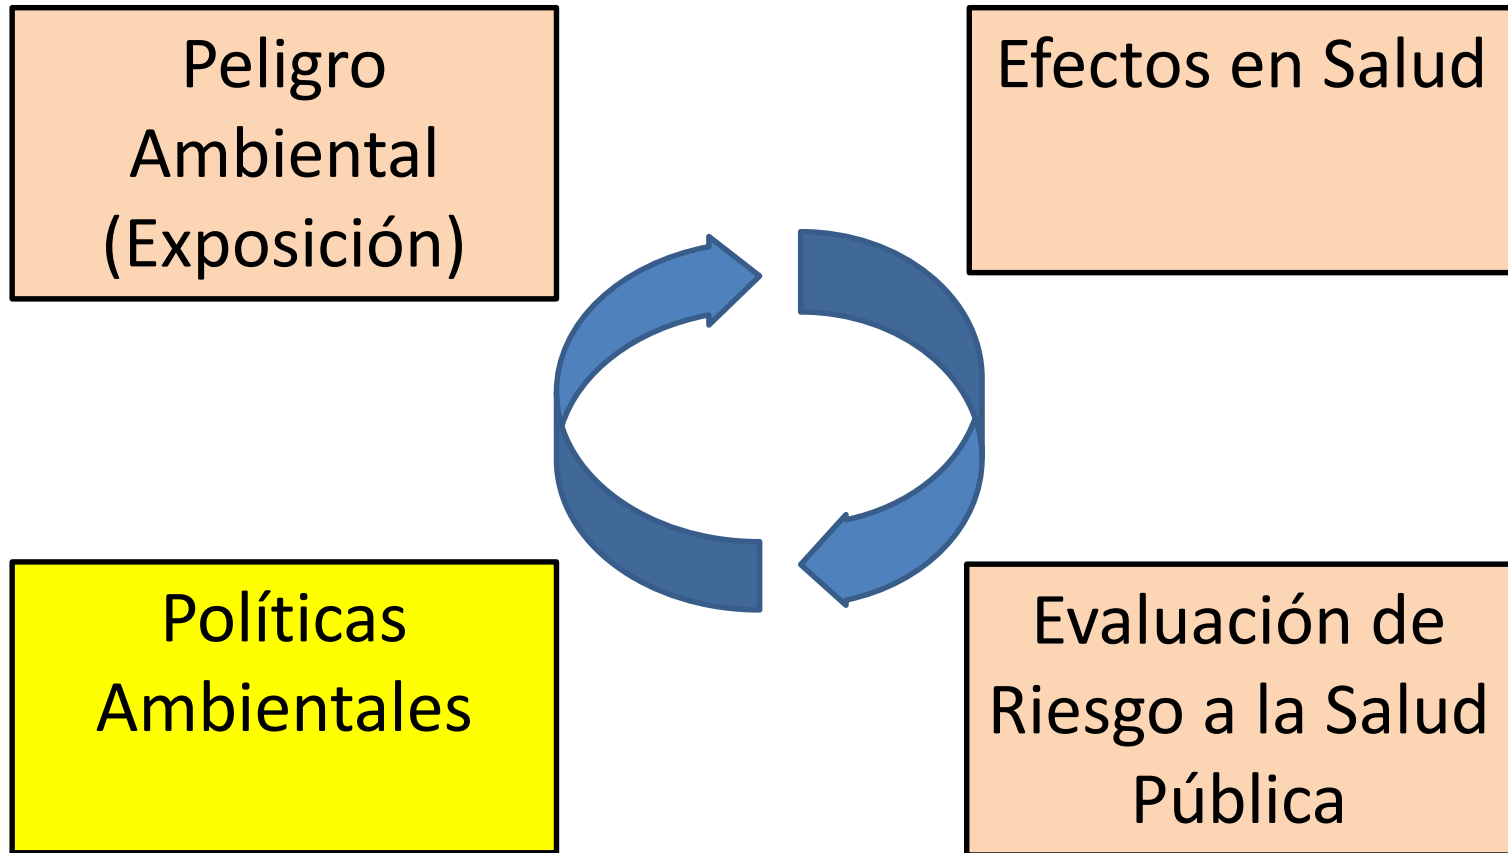 Peligro
Ambiental
(Exposición)
Efectos en Salud
Políticas
Ambientales
Evaluación de
Riesgo a la Salud
Pública